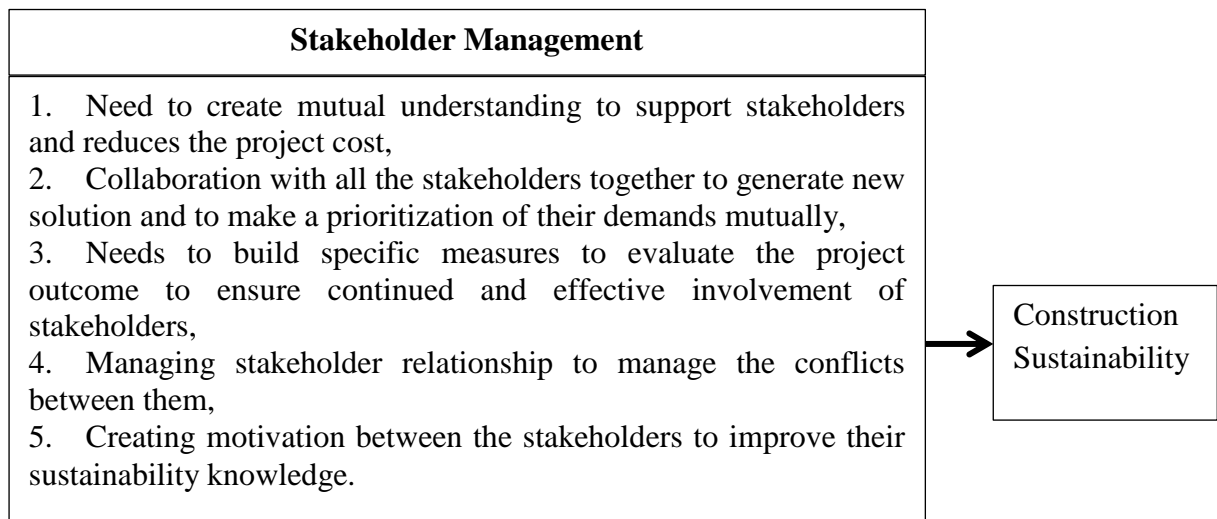 Stakeholder Management
1. Need to create mutual understanding to support stakeholders
and reduces the project cost,
2. Collaboration with all the stakeholders together to generate new
solution and to make a prioritization of their demands mutually,
3. Needs to build specific measures to evaluate the project
outcome to ensure continued and effective involvement of
stakeholders,
4. Managing stakeholder relationship to manage the conflicts
between them,
5. Creating motivation between the stakeholders to improve their
sustainability knowledge.
Construction
Sustainability